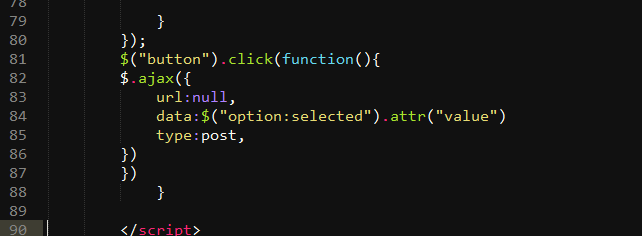 78
79 }
80 });
81 $("button").click(function(){
82 $.ajax({
83 url:null,
84 data:$("option:selected").attr("value")
85 type:post,
86 })
87 })
88 }
89
90 </script>